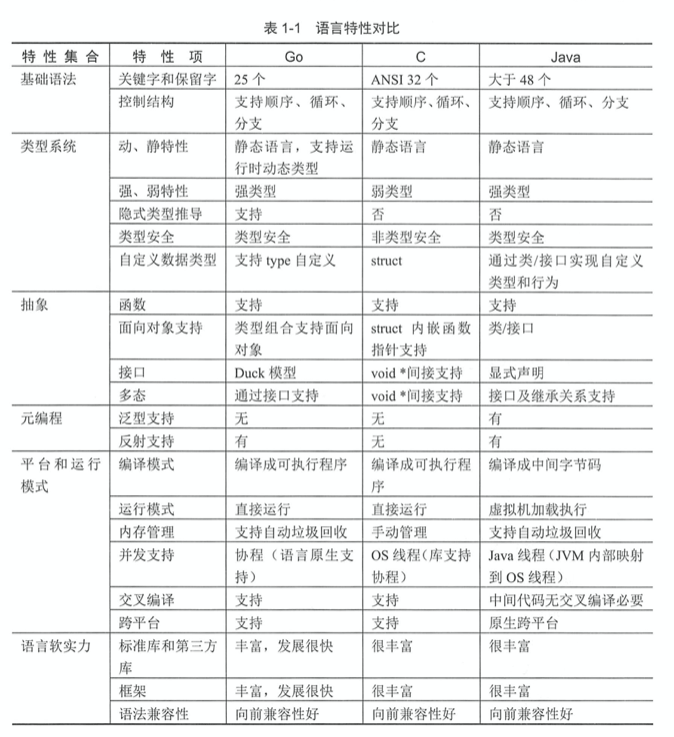 表 1-1 语言特性对比
特 性 集 合 特 性 项 Go C Java
基础语法 关键字和保留字 25 个 ANSI 32 个 大于 48 个
控制结构 支持顺序、循环、 支持顺序、循环、 支持顺序、循环、分支
分支 分支
类型系统 动、静特性 静态语言，支持运 静态语言 静态语言
行时动态类型
强、弱特性 强类型 弱类型 强类型
隐式类型推导 支持 否 否
类型安全 类型安全 非类型安全 类型安全
自定义数据类型 支持 type 自定义 struct 通过类/接口实现自定义
类型和行为
抽象 函数 支持 支持 支持
面向对象支持 类型组合支持面向 struct 内嵌函数 类/接口
对象 指针支持
接口 Duck 模型 void *间接支持 显式声明
多态 通过接口支持 void *间接支持 接口及继承关系支持
元编程 泛型支持 无 无 有
反射支持 有 无 有
平台和运行 编译模式 编译成可执行程序 编译成可执行程 编译成中间字节码
模式 序
运行模式 直接运行 直接运行 虚拟机加载执行
内存管理 支持自动垃圾回收 手动管理 支持自动垃圾回收
并发支持 协程（语言原生支 OS 线程（库支持 Java 线程（JVM 内部映射
持） 协程） 到 OS 线程）
交叉编译 支持 支持 中间代码无交叉编译必要
跨平台 支持 支持 原生跨平台
语言软实力 标准库和第三方 丰富，发展很快 很丰富 很丰富
库
框架 丰富，发展很快 很丰富 很丰富
语法兼容性 向前兼容性好 向前兼容性好 向前兼容性好